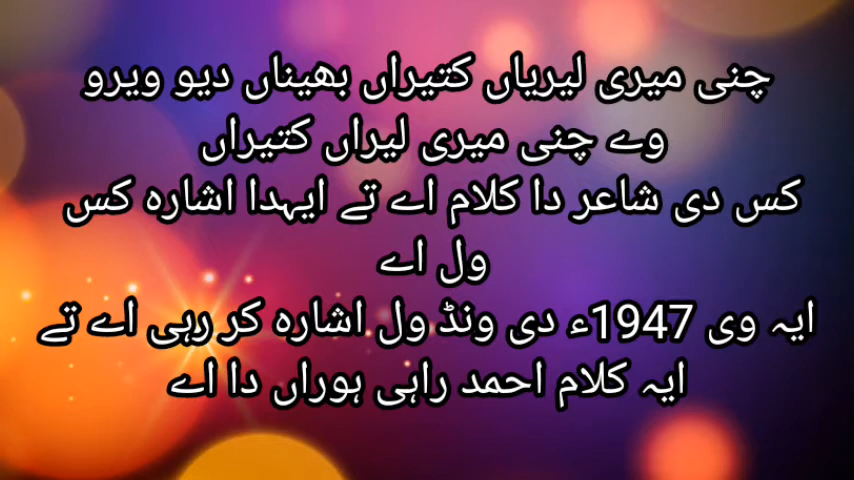 چنی میری لیریاں کتیراں بھیناں دیو ویرو
وے چنی میری لیراں کتیراں
کس دی شاعر دا کلام اے تے ایہدا اشارہ کس
ول اے
ایہ وی 1947ء دی ونڈ ول اشارہ کر رہی اے تے
ایہ کلام احمد راہی ہوراں دا اے